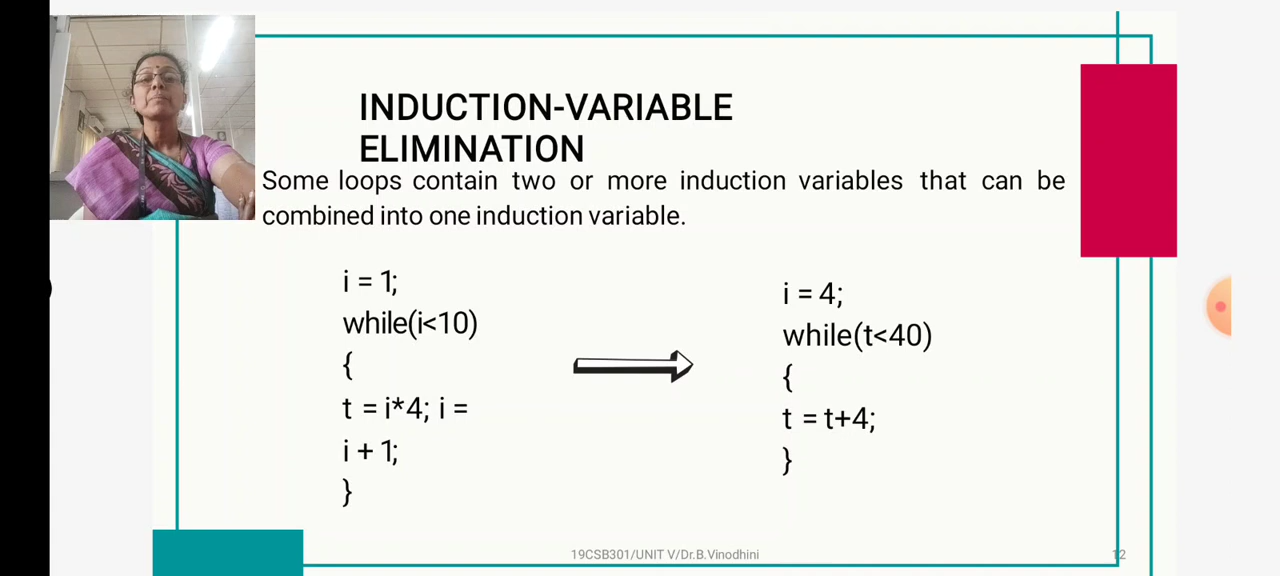 INDUCTION-VARIABLE
ELIMINATION
Some loops contain two or more induction variables that can be
combined into one induction variable.
i = 1;
while(i<10)
{
t = i*4; i =
i + 1;
}
i = 4;
while(t<40)
{
t = t+4;
}
19CSB301/UNIT V/Dr.B.Vinodhini
12